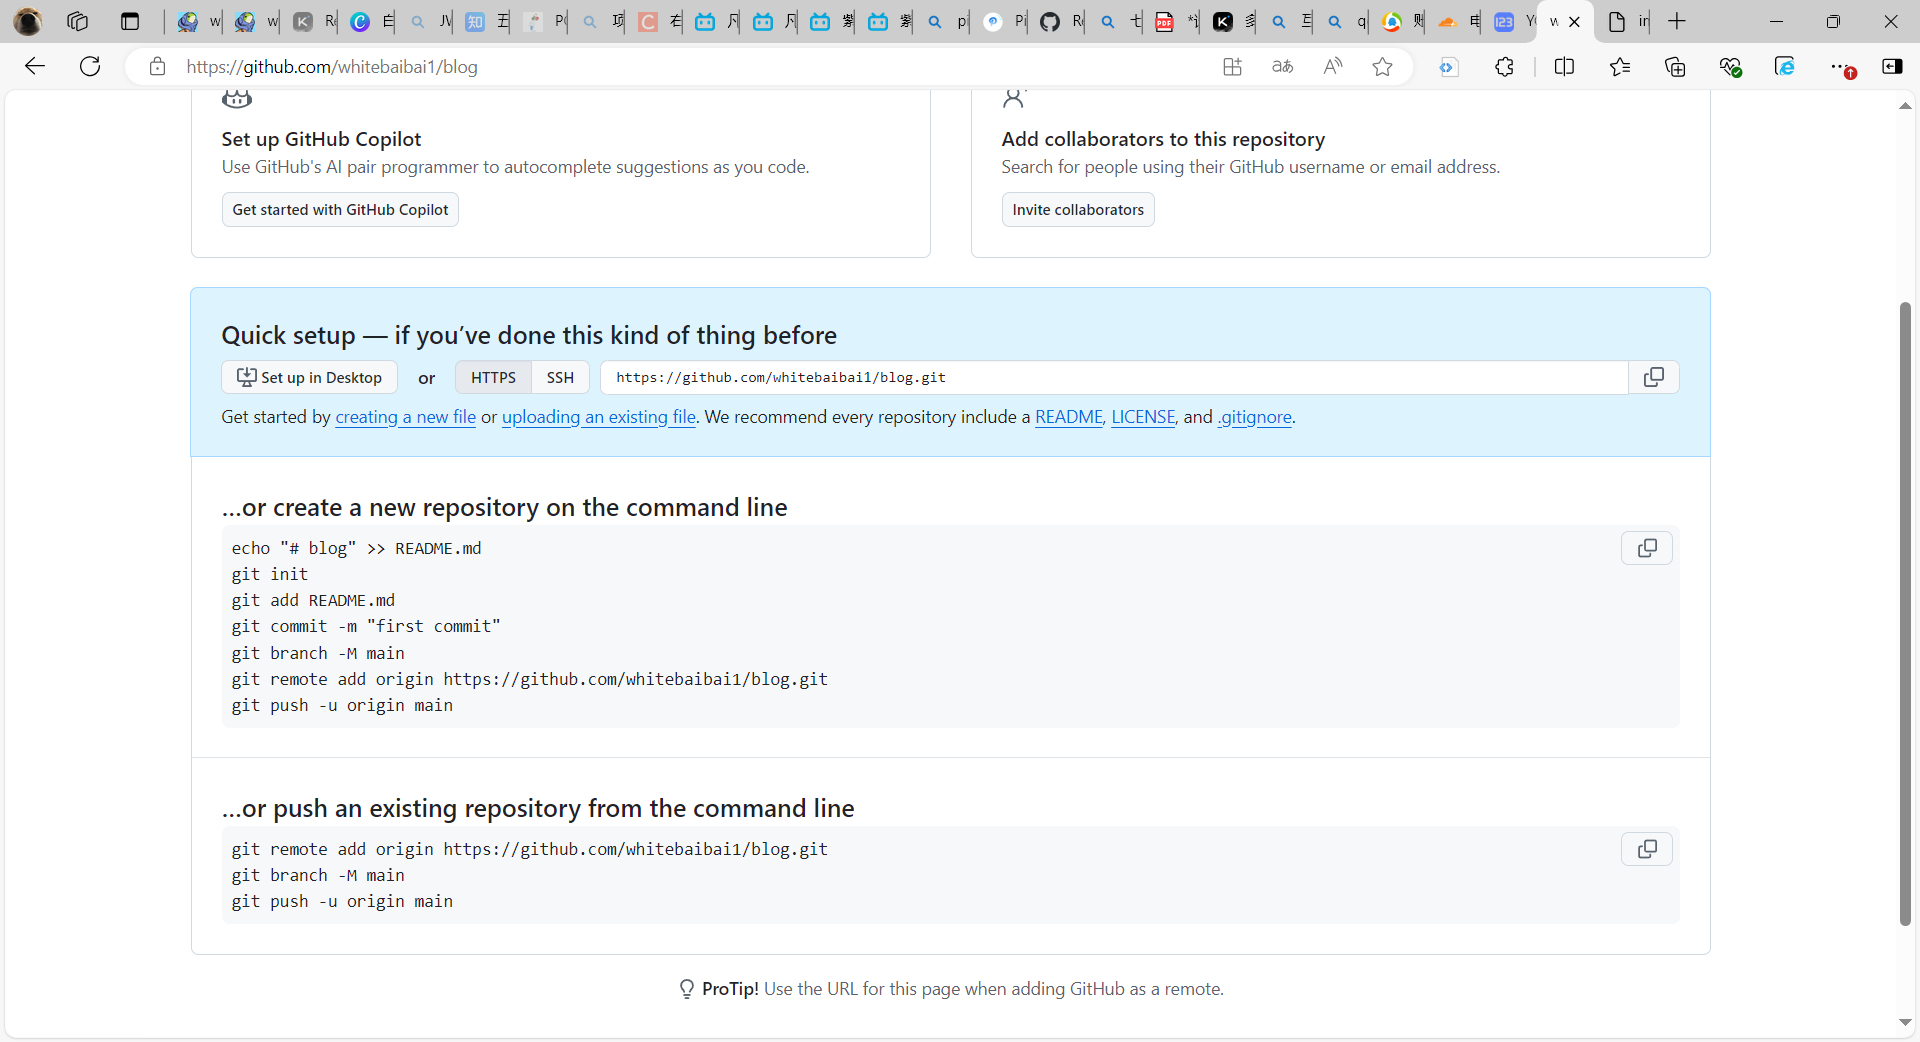 https://github.com/whitebaibai1/blog
Set up GitHub Copilot
Use GitHub's AI pair programmer to autocomplete suggestions as you code.
Get started with GitHub Copilot
Add collaborators to this repository
Search for people using their GitHub username or email address.
Invite collaborators
Quick setup — if you’ve done this kind of thing before
Set up in Desktop or HTTPS SSH https://github.com/whitebaibai1/blog.git
Get started by creating a new file or uploading an existing file. We recommend every repository include a README, LICENSE, and .gitignore.
…or create a new repository on the command line
echo "# blog" >> README.md
git init
git add README.md
git commit -m "first commit"
git branch -M main
git remote add origin https://github.com/whitebaibai1/blog.git
git push -u origin main
…or push an existing repository from the command line
git remote add origin https://github.com/whitebaibai1/blog.git
git branch -M main
git push -u origin main
ProTip! Use the URL for this page when adding GitHub as a remote.